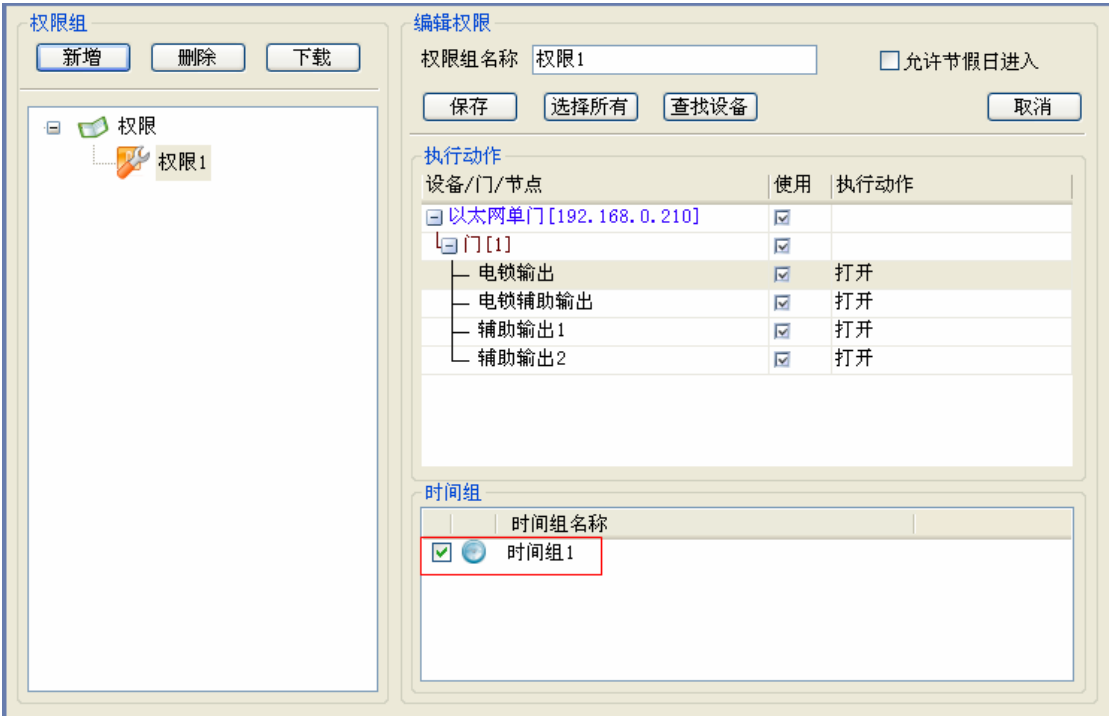 权限组
新增 删除 下载
权限
权限1
编辑权限
权限组名称 权限1 允许节假日进入
保存 选择所有 查找设备 取消
执行动作
设备/门/节点 使用 执行动作
以太网单门[192.168.0.210]
门[1]
电锁输出 打开
电锁辅助输出 打开
辅助输出1 打开
辅助输出2 打开
时间组
时间组名称
时间组1